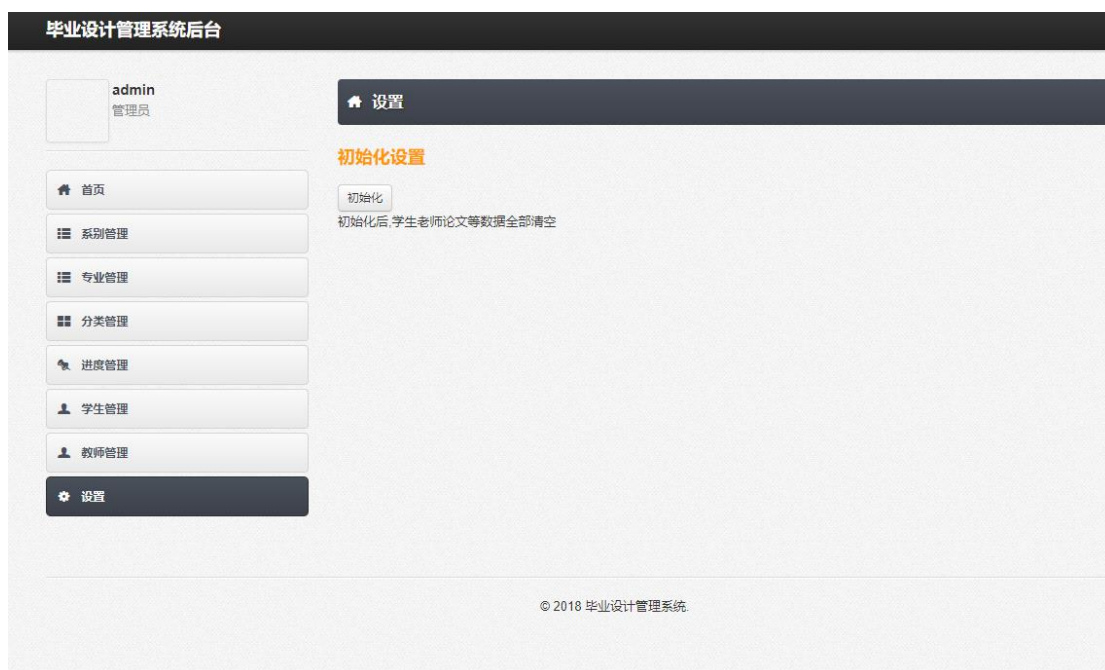 毕业设计管理系统后台
admin
管理员
首页
系别管理
专业管理
分类管理
进度管理
学生管理
教师管理
设置
设置
初始化设置
初始化
初始化后,学生老师论文等数据全部清空
© 2018 毕业设计管理系统.